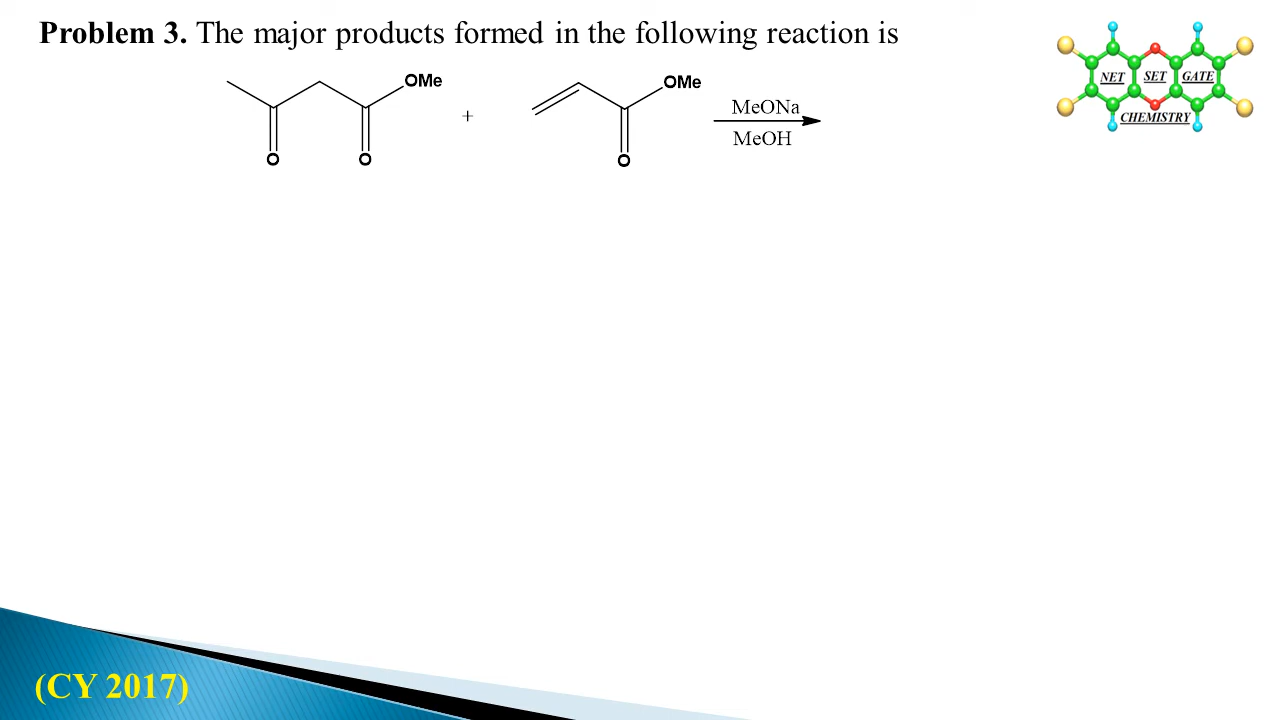 Problem 3. The major products formed in the following reaction is
NET SET GATE
CHEMISTRY
OMe OMe
+ MeONa
MeOH
O O O
(CY 2017)